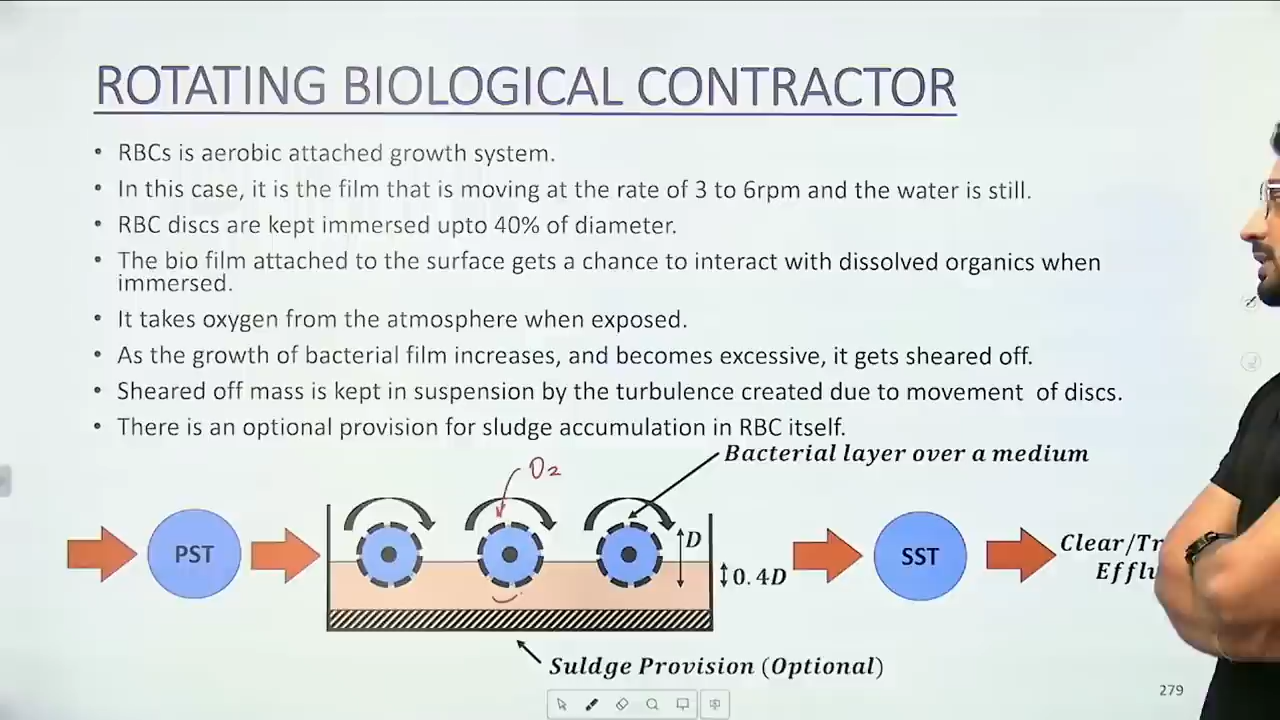 ROTATING BIOLOGICAL CONTRACTOR
• RBCs is aerobic attached growth system.
• In this case, it is the film that is moving at the rate of 3 to 6rpm and the water is still.
• RBC discs are kept immersed upto 40% of diameter.
• The bio film attached to the surface gets a chance to interact with dissolved organics when
immersed.
• It takes oxygen from the atmosphere when exposed.
• As the growth of bacterial film increases, and becomes excessive, it gets sheared off.
• Sheared off mass is kept in suspension by the turbulence created due to movement of discs.
• There is an optional provision for sludge accumulation in RBC itself.
Bacterial layer over a medium
O2
PST
D
0.4D
SST
Clear/Tr
Efflu
Suldge Provision (Optional)
279